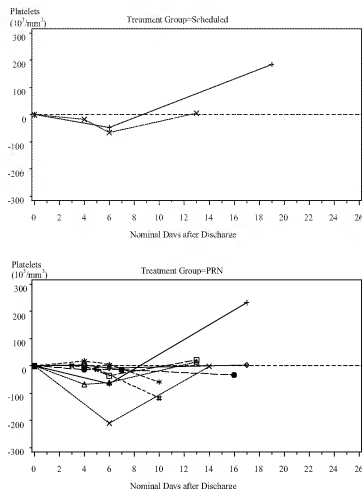 Platelets
(10³/mm³)
Treatment Group=Scheduled
300
200
100
0
-100
-200
-300
0 2 4 6 8 10 12 14 16 18 20 22 24 26
Nominal Days after Discharge
Platelets
(10³/mm³)
Treatment Group=PRN
300
200
100
0
-100
-200
-300
0 2 4 6 8 10 12 14 16 18 20 22 24 26
Nominal Days after Discharge